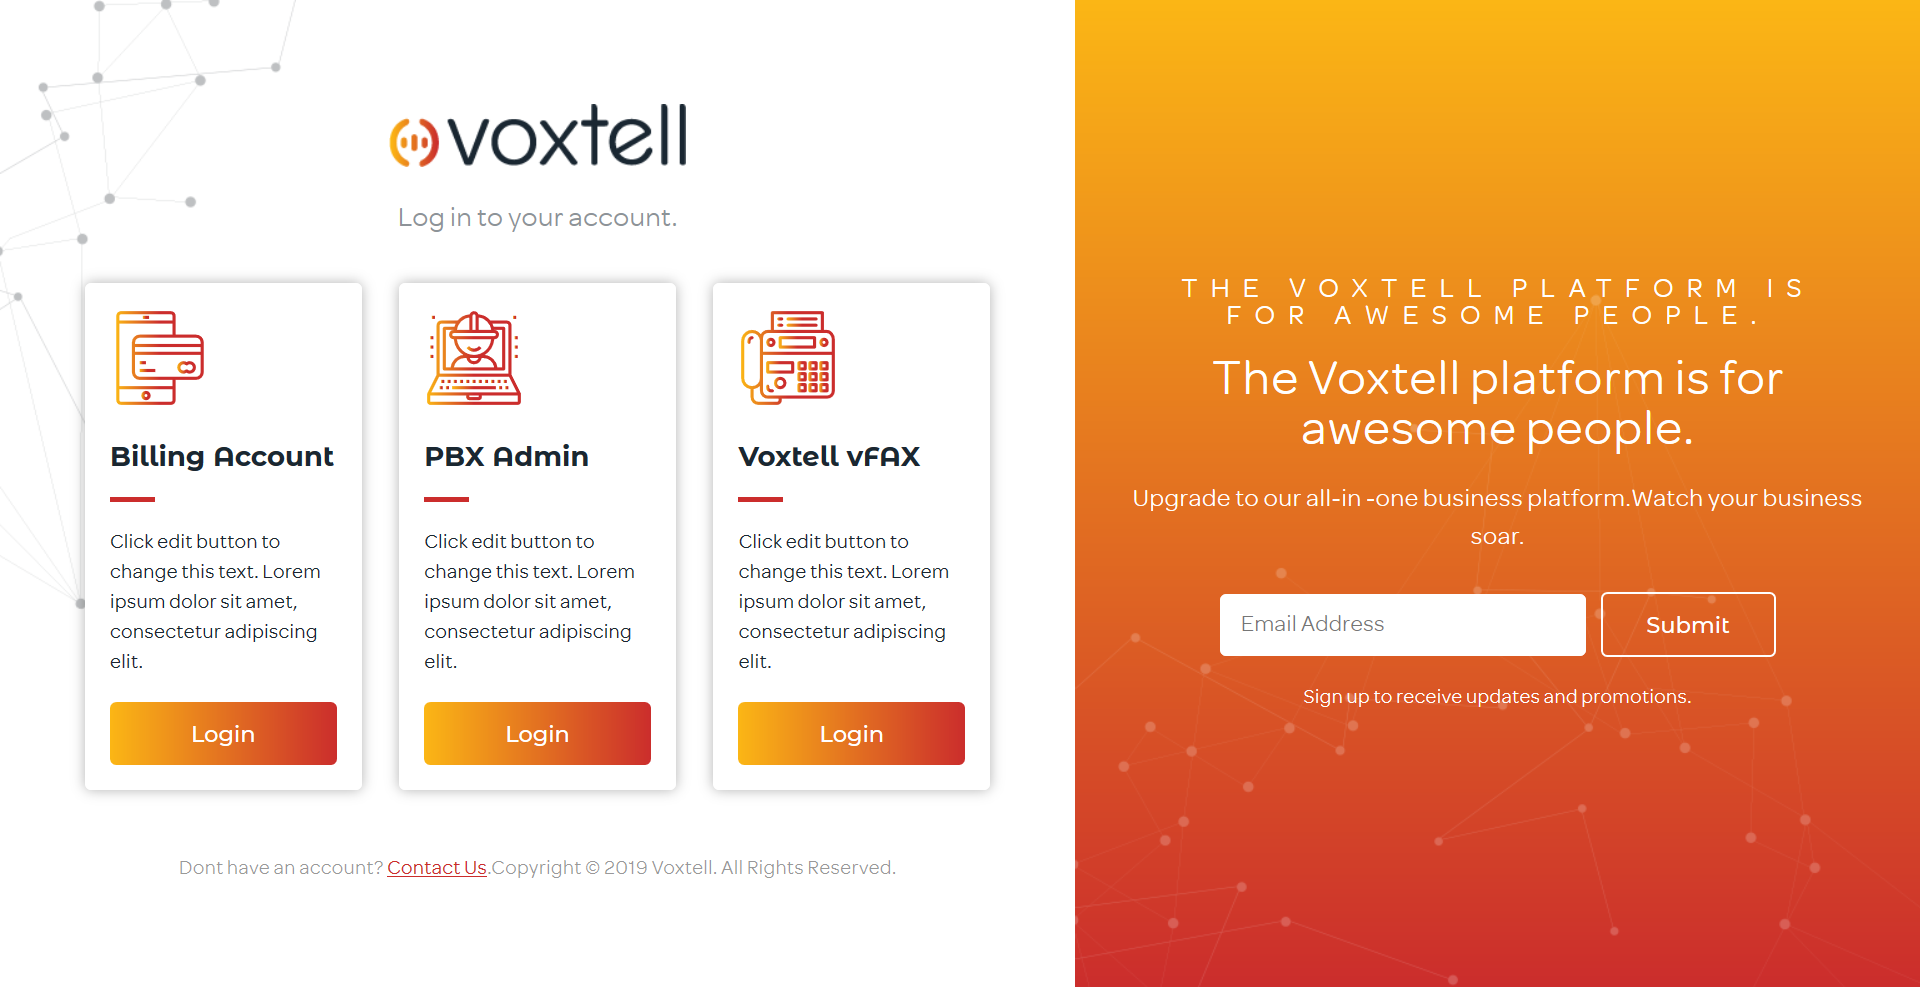 voxtell
Log in to your account.
Billing Account
Click edit button to
change this text. Lorem
ipsum dolor sit amet,
consectetur adipiscing
elit.
Login
PBX Admin
Click edit button to
change this text. Lorem
ipsum dolor sit amet,
consectetur adipiscing
elit.
Login
Voxtell vFAX
Click edit button to
change this text. Lorem
ipsum dolor sit amet,
consectetur adipiscing
elit.
Login
Dont have an account? Contact Us.Copyright © 2019 Voxtell. All Rights Reserved.
THE VOXTELL PLATFORM IS
FOR AWESOME PEOPLE.
The Voxtell platform is for
awesome people.
Upgrade to our all-in -one business platform.Watch your business
soar.
Email Address
Submit
Sign up to receive updates and promotions.